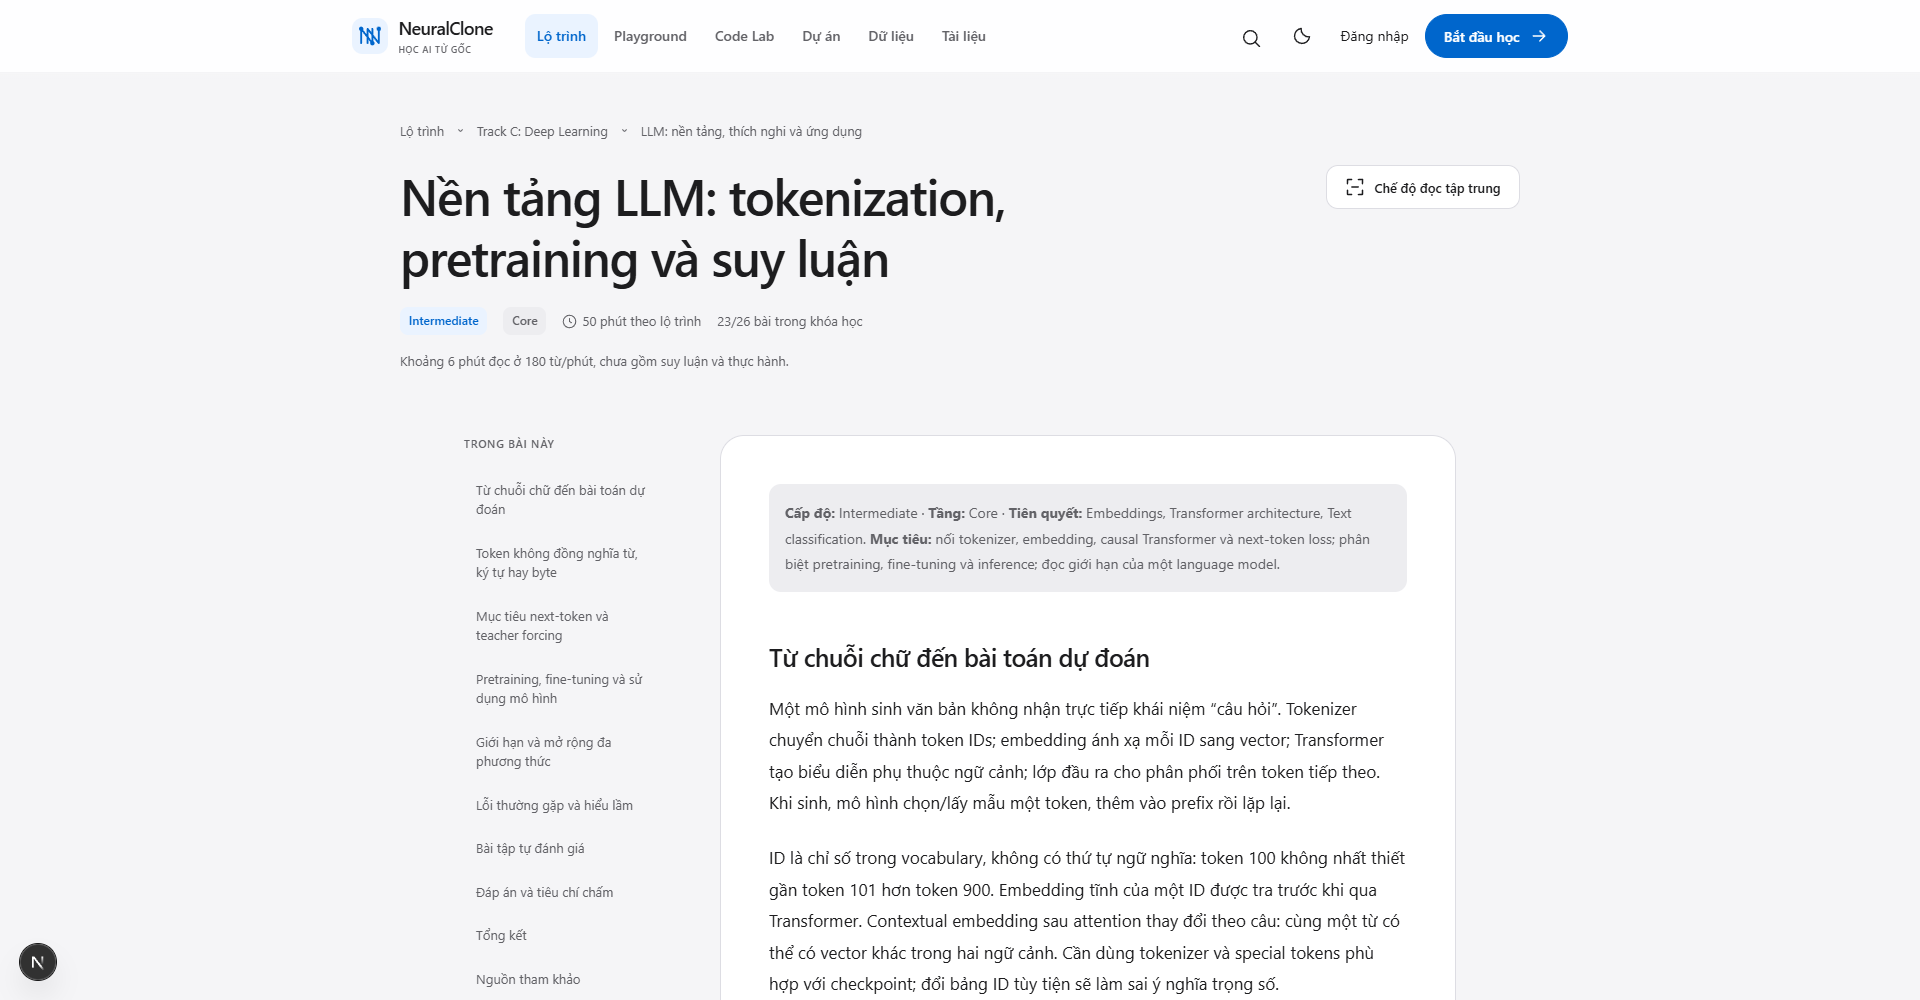 NeuralClone
HỌC AI TỪ GỐC
Lộ trình
Playground
Code Lab
Dự án
Dữ liệu
Tài liệu
Đăng nhập
Bắt đầu học
Lộ trình
Track C: Deep Learning
LLM: nền tảng, thích nghi và ứng dụng
Nền tảng LLM: tokenization,
pretraining và suy luận
Chế độ đọc tập trung
Intermediate
Core
50 phút theo lộ trình
23/26 bài trong khóa học
Khoảng 6 phút đọc ở 180 từ/phút, chưa gồm suy luận và thực hành.
TRONG BÀI NÀY
Từ chuỗi chữ đến bài toán dự
đoán
Token không đồng nghĩa từ,
ký tự hay byte
Mục tiêu next-token và
teacher forcing
Pretraining, fine-tuning và sử
dụng mô hình
Giới hạn và mở rộng đa
phương thức
Lỗi thường gặp và hiểu lầm
Bài tập tự đánh giá
Đáp án và tiêu chí chấm
Tổng kết
Nguồn tham khảo
Cấp độ: Intermediate · Tầng: Core · Tiên quyết: Embeddings, Transformer architecture, Text
classification. Mục tiêu: nối tokenizer, embedding, causal Transformer và next-token loss; phân
biệt pretraining, fine-tuning và inference; đọc giới hạn của một language model.
Từ chuỗi chữ đến bài toán dự đoán
Một mô hình sinh văn bản không nhận trực tiếp khái niệm “câu hỏi”. Tokenizer
chuyển chuỗi thành token IDs; embedding ánh xạ mỗi ID sang vector; Transformer
tạo biểu diễn phụ thuộc ngữ cảnh; lớp đầu ra cho phân phối trên token tiếp theo.
Khi sinh, mô hình chọn/lấy mẫu một token, thêm vào prefix rồi lặp lại.
ID là chỉ số trong vocabulary, không có thứ tự ngữ nghĩa: token 100 không nhất thiết
gần token 101 hơn token 900. Embedding tĩnh của một ID được tra trước khi qua
Transformer. Contextual embedding sau attention thay đổi theo câu: cùng một từ có
thể có vector khác trong hai ngữ cảnh. Cần dùng tokenizer và special tokens phù
hợp với checkpoint; đổi bảng ID tùy tiện sẽ làm sai ý nghĩa trọng số.
N